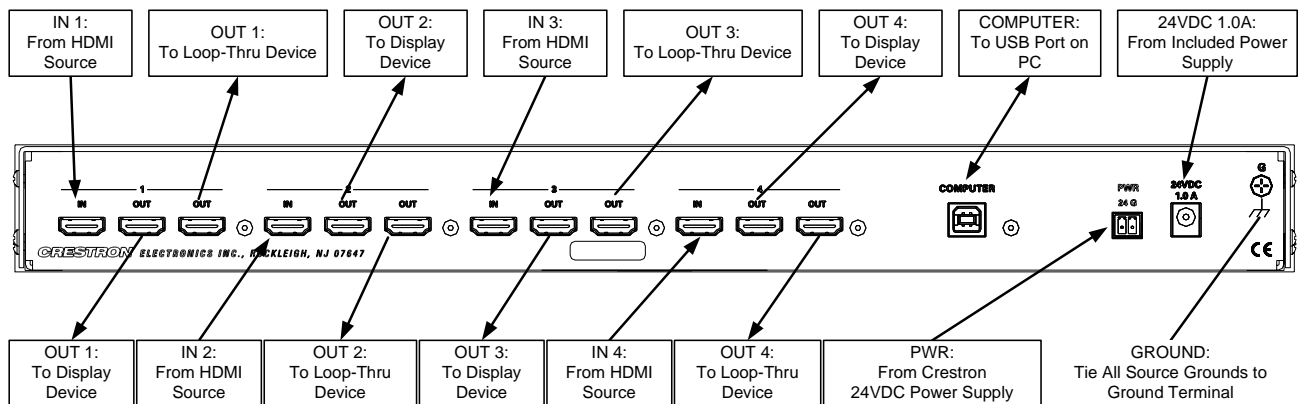 IN 1:
From HDMI
Source
OUT 1:
To Loop-Thru Device
OUT 2:
To Display
Device
IN 3:
From HDMI
Source
OUT 3:
To Loop-Thru Device
OUT 4:
To Display
Device
COMPUTER:
To USB Port on
PC
24VDC 1.0A:
From Included Power
Supply
1
2
3
4
IN OUT OUT
IN OUT OUT
IN OUT OUT
IN OUT OUT
COMPUTER
PWR
24 G
24VDC
1.0 A
G
CRESTRON ELECTRONICS INC., ROCKLEIGH, NJ 07647
CE
OUT 1:
To Display
Device
IN 2:
From HDMI
Source
OUT 2:
To Loop-Thru
Device
OUT 3:
To Display
Device
IN 4:
From HDMI
Source
OUT 4:
To Loop-Thru
Device
PWR:
From Crestron
24VDC Power Supply
GROUND:
Tie All Source Grounds to
Ground Terminal